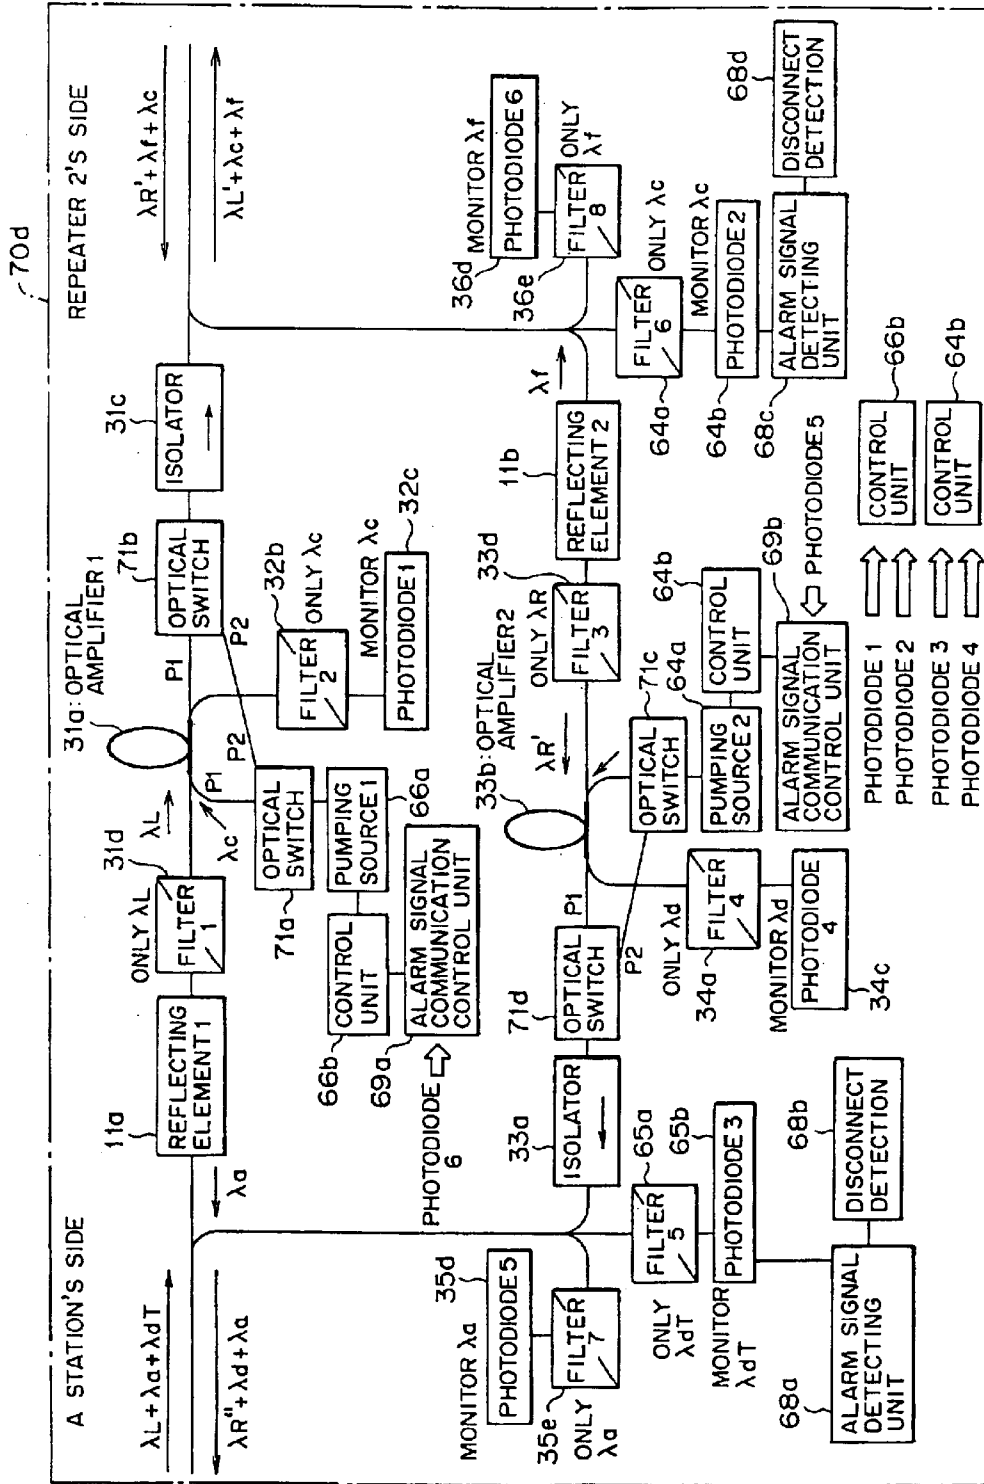 70d
A STATION'S SIDE
REPEATER 2'S SIDE
λL+λa+λdT
λR"+λd+λa
λa
λR'+λf+λc
λL'+λc+λf
11a
REFLECTING
ELEMENT 1
ONLY λL
31d
FILTER
1
λL
λc
31a: OPTICAL
AMPLIFIER 1
P1
P1
P2
P2
71b
OPTICAL
SWITCH
31c
ISOLATOR
71a
OPTICAL
SWITCH
PUMPING
SOURCE 1
66a
66b
CONTROL
UNIT
69a
ALARM SIGNAL
COMMUNICATION
CONTROL UNIT
PHOTODIODE
6
32b
FILTER
2
ONLY λc
MONITOR λc
PHOTODIODE 1
32c
MONITOR λa
35d
PHOTODIODE 5
35e
FILTER
7
ONLY
λa
33a
ISOLATOR
65a
FILTER
5
ONLY
λdT
65b
MONITOR
λdT
PHOTODIODE 3
68a
ALARM SIGNAL
DETECTING
UNIT
68b
DISCONNECT
DETECTION
71d
OPTICAL
SWITCH
P1
P2
33b: OPTICAL
AMPLIFIER 2
λR'
ONLY λd
34a
FILTER
4
MONITOR λd
PHOTODIODE
4
34c
71c
OPTICAL
SWITCH
64a
PUMPING
SOURCE 2
64b
CONTROL
UNIT
69b
ALARM SIGNAL
COMMUNICATION
CONTROL UNIT
PHOTODIODE 5
ONLY λR
33d
FILTER
3
11b
REFLECTING
ELEMENT 2
λf
MONITOR λf
36d
PHOTODIODE 6
36e
FILTER
8
ONLY
λf
64a
FILTER
6
ONLY λc
MONITOR λc
64b
PHOTODIODE 2
68c
ALARM SIGNAL
DETECTING
UNIT
68d
DISCONNECT
DETECTION
PHOTODIODE 1
PHOTODIODE 2
CONTROL
UNIT
66b
PHOTODIODE 3
PHOTODIODE 4
CONTROL
UNIT
64b